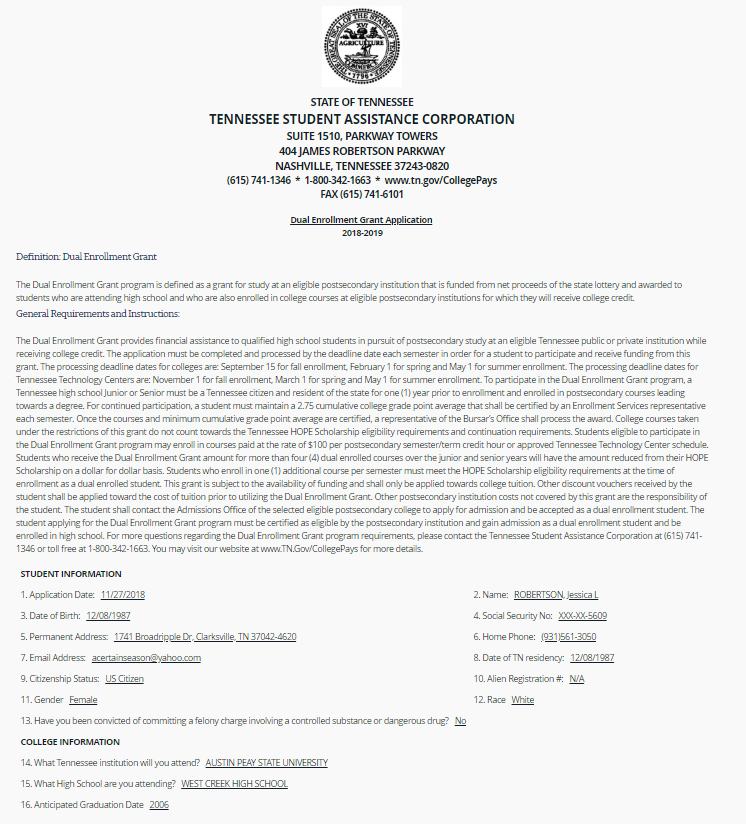 THE GREAT SEAL OF THE STATE OF TENNESSEE
XVI
AGRICULTURE
COMMERCE
1796
STATE OF TENNESSEE
TENNESSEE STUDENT ASSISTANCE CORPORATION
SUITE 1510, PARKWAY TOWERS
404 JAMES ROBERTSON PARKWAY
NASHVILLE, TENNESSEE 37243-0820
(615) 741-1346 * 1-800-342-1663 * www.tn.gov/CollegePays
FAX (615) 741-6101
Dual Enrollment Grant Application
2018-2019
Definition: Dual Enrollment Grant
The Dual Enrollment Grant program is defined as a grant for study at an eligible postsecondary institution that is funded from net proceeds of the state lottery and awarded to
students who are attending high school and who are also enrolled in college courses at eligible postsecondary institutions for which they will receive college credit.
General Requirements and Instructions:
The Dual Enrollment Grant provides financial assistance to qualified high school students in pursuit of postsecondary study at an eligible Tennessee public or private institution while
receiving college credit. The application must be completed and processed by the deadline date each semester in order for a student to participate and receive funding from this
grant. The processing deadline dates for colleges are: September 15 for fall enrollment, February 1 for spring and May 1 for summer enrollment. The processing deadline dates for
Tennessee Technology Centers are: November 1 for fall enrollment, March 1 for spring and May 1 for summer enrollment. To participate in the Dual Enrollment Grant program, a
Tennessee high school Junior or Senior must be a Tennessee citizen and resident of the state for one (1) year prior to enrollment and enrolled in postsecondary courses leading
towards a degree. For continued participation, a student must maintain a 2.75 cumulative college grade point average that shall be certified by an Enrollment Services representative
each semester. Once the courses and minimum cumulative grade point average are certified, a representative of the Bursar's Office shall process the award. College courses taken
under the restrictions of this grant do not count towards the Tennessee HOPE Scholarship eligibility requirements and continuation requirements. Students eligible to participate in
the Dual Enrollment Grant program may enroll in courses paid at the rate of $100 per postsecondary semester/term credit hour or approved Tennessee Technology Center schedule.
Students who receive the Dual Enrollment Grant amount for more than four (4) dual enrolled courses over the junior and senior years will have the amount reduced from their HOPE
Scholarship on a dollar for dollar basis. Students who enroll in one (1) additional course per semester must meet the HOPE Scholarship eligibility requirements at the time of
enrollment as a dual enrolled student. This grant is subject to the availability of funding and shall only be applied towards college tuition. Other discount vouchers received by the
student shall be applied toward the cost of tuition prior to utilizing the Dual Enrollment Grant. Other postsecondary institution costs not covered by this grant are the responsibility of
the student. The student shall contact the Admissions Office of the selected eligible postsecondary college to apply for admission and be accepted as a dual enrollment student. The
student applying for the Dual Enrollment Grant program must be certified as eligible by the postsecondary institution and gain admission as a dual enrollment student and be
enrolled in high school. For more questions regarding the Dual Enrollment Grant program requirements, please contact the Tennessee Student Assistance Corporation at (615) 741-
1346 or toll free at 1-800-342-1663. You may visit our website at www.TN.Gov/CollegePays for more details.
STUDENT INFORMATION
1. Application Date: 11/27/2018 2. Name: ROBERTSON, Jessica L
3. Date of Birth: 12/08/1987 4. Social Security No: XXX-XX-5609
5. Permanent Address: 1741 Broadripple Dr, Clarksville, TN 37042-4620 6. Home Phone: (931)561-3050
7. Email Address: acertainseason@yahoo.com 8. Date of TN residency: 12/08/1987
9. Citizenship Status: US Citizen 10. Alien Registration #: N/A
11. Gender Female 12. Race White
13. Have you been convicted of committing a felony charge involving a controlled substance or dangerous drug? No
COLLEGE INFORMATION
14. What Tennessee institution will you attend? AUSTIN PEAY STATE UNIVERSITY
15. What High School are you attending? WEST CREEK HIGH SCHOOL
16. Anticipated Graduation Date 2006